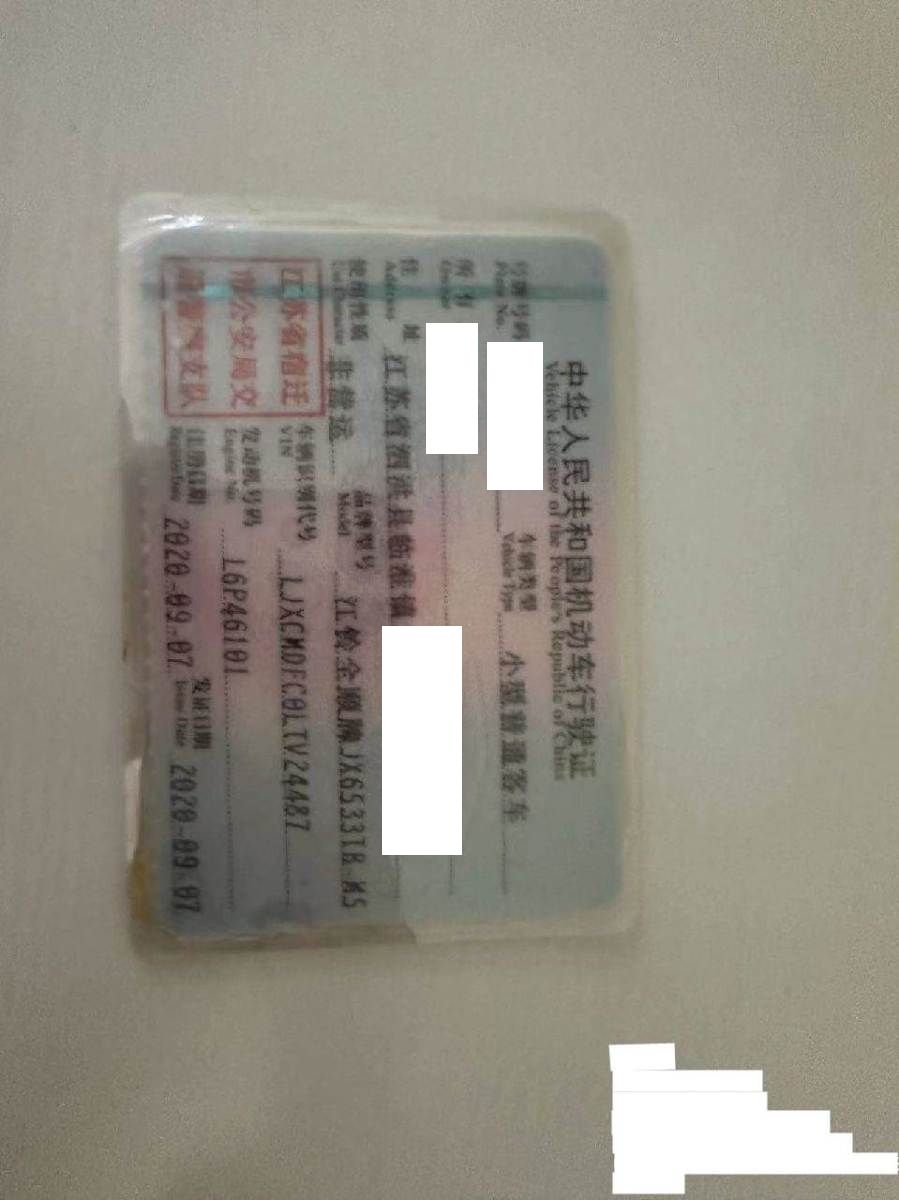 中华人民共和国机动车行驶证
Vehicle License of the People's Republic of China
号牌号码 车辆类型 小型普通客车
Plate No. Vehicle Type
所有
Owner
住 址 江苏省泗洪县临淮镇
Address
使用性质 非营运 品牌型号 江铃全顺牌JX6533TB-M5
Use Character Model
江苏省宿迁
市公安局交
通警察支队
车辆识别代号 LJXCMDFC0LTV24487
VIN
发动机号码 L6P46101
Engine No.
注册日期 2020-09-07 发证日期 2020-09-07
Register Date Issue Date